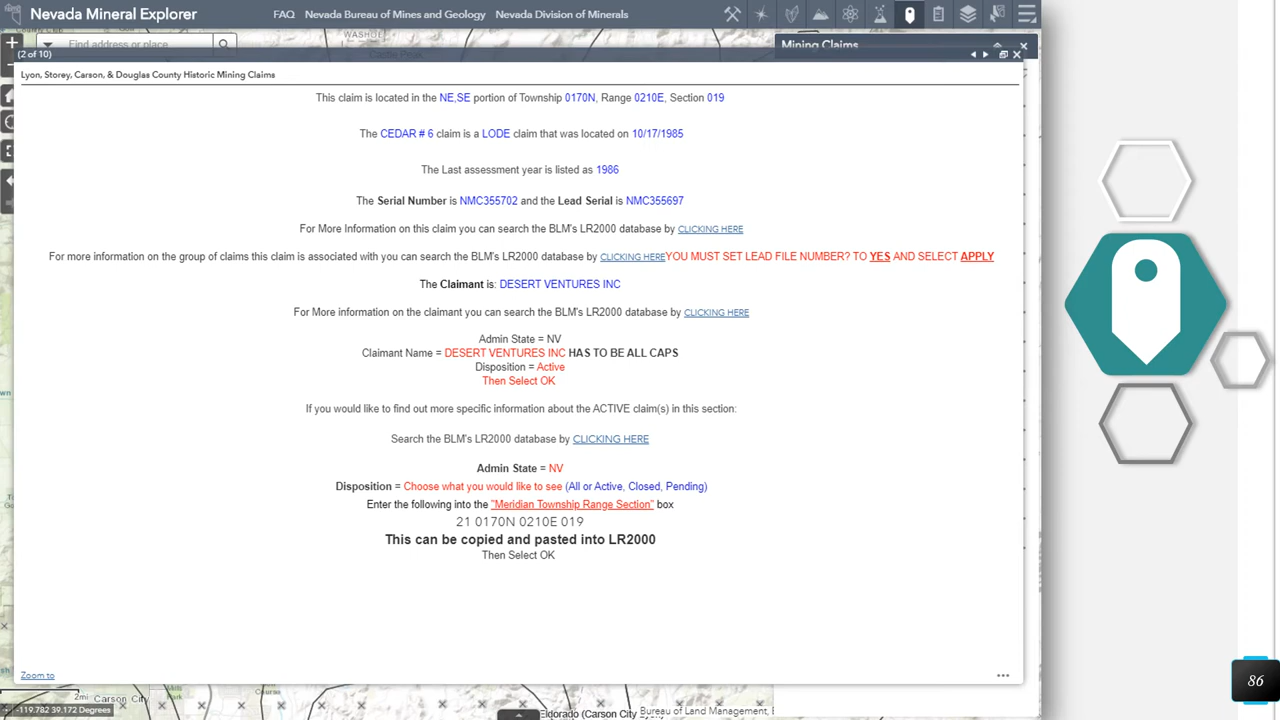 Nevada Mineral Explorer
FAQ Nevada Bureau of Mines and Geology Nevada Division of Minerals
Find address or place
WASHOE
Mining Claims
(2 of 10)
Lyon, Storey, Carson, & Douglas County Historic Mining Claims
This claim is located in the NE,SE portion of Township 0170N, Range 0210E, Section 019
The CEDAR # 6 claim is a LODE claim that was located on 10/17/1985
The Last assessment year is listed as 1986
The Serial Number is NMC355702 and the Lead Serial is NMC355697
For More Information on this claim you can search the BLM's LR2000 database by CLICKING HERE
For more information on the group of claims this claim is associated with you can search the BLM's LR2000 database by CLICKING HEREYOU MUST SET LEAD FILE NUMBER? TO YES AND SELECT APPLY
The Claimant is: DESERT VENTURES INC
For More information on the claimant you can search the BLM's LR2000 database by CLICKING HERE
Admin State = NV
Claimant Name = DESERT VENTURES INC HAS TO BE ALL CAPS
Disposition = Active
Then Select OK
If you would like to find out more specific information about the ACTIVE claim(s) in this section:
Search the BLM's LR2000 database by CLICKING HERE
Admin State = NV
Disposition = Choose what you would like to see (All or Active, Closed, Pending)
Enter the following into the "Meridian Township Range Section" box
21 0170N 0210E 019
This can be copied and pasted into LR2000
Then Select OK
Zoom to
86
2mi Carson City
-119.782 39.172 Degrees
Eldorado (Carson City
Bureau of Land Management,